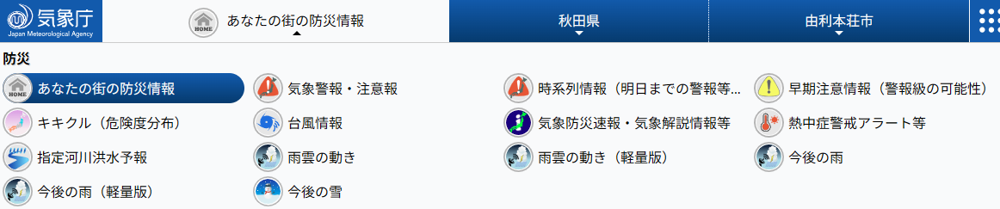 気象庁
Japan Meteorological Agency
HOME あなたの街の防災情報
秋田県
由利本荘市
防災
HOME あなたの街の防災情報
気象警報・注意報
時系列情報（明日までの警報等...
早期注意情報（警報級の可能性）
キキクル（危険度分布）
台風情報
気象防災速報・気象解説情報等
熱中症警戒アラート等
指定河川洪水予報
雨雲の動き
雨雲の動き（軽量版）
今後の雨
今後の雨（軽量版）
今後の雪